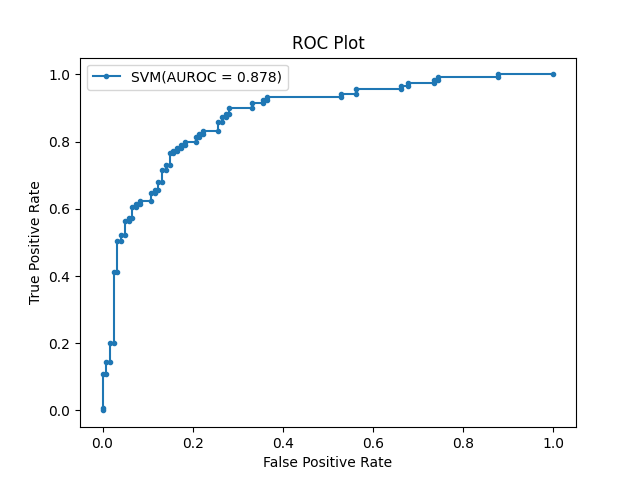 ROC Plot
SVM(AUROC = 0.878)
True Positive Rate
1.0
0.8
0.6
0.4
0.2
0.0
0.0 0.2 0.4 0.6 0.8 1.0
False Positive Rate